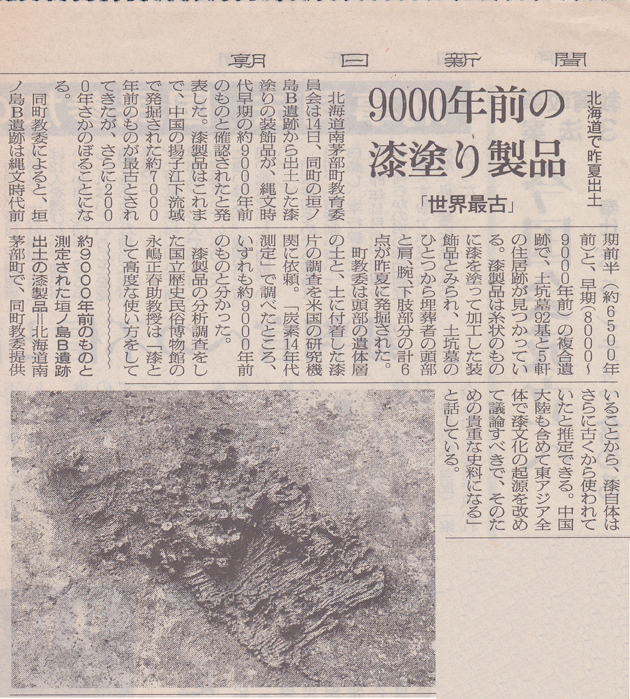 朝日新聞
北海道で昨夏出土
9000年前の
漆塗り製品
「世界最古」
北海道南茅部町教育委
員会は14日、同町の垣ノ
島B遺跡から出土した漆
塗りの装飾品が、縄文時
代早期の約9000年前
のものと確認されたと発
表した。漆製品はこれま
で、中国の揚子江下流域
で発掘された約7000
年前のものが最古とされ
てきたが、さらに200
0年さかのぼることにな
る。
同町教委によると、垣
ノ島B遺跡は縄文時代前
期前半（約6500年
前）と、早期（8000～
9000年前）の複合遺
跡で、土坑墓92基と5軒
の住居跡が見つかってい
る。漆製品は糸状のもの
に漆を塗って加工した装
飾品とみられ、土坑墓の
ひとつから埋葬者の頭部
と肩、腕、下肢部分の計6
点が昨夏に発掘された。
町教委は頭部の遺体層
の土と、土に付着した漆
片の調査を米国の研究機
関に依頼。「炭素14年代
測定」で調べたところ、
いずれも約9000年前
のものと分かった。
漆製品の分析調査をし
た国立歴史民俗博物館の
永嶋正春助教授は「漆と
して高度な使い方をして
いることから、漆自体は
さらに古くから使われて
いたと推定できる。中国
大陸も含めて東アジア全
体で漆文化の起源を改め
て議論すべきで、そのた
めの貴重な史料になる」
と話している。
約9000年前のものと
測定された垣ノ島B遺跡
出土の漆製品＝北海道南
茅部町で、同町教委提供